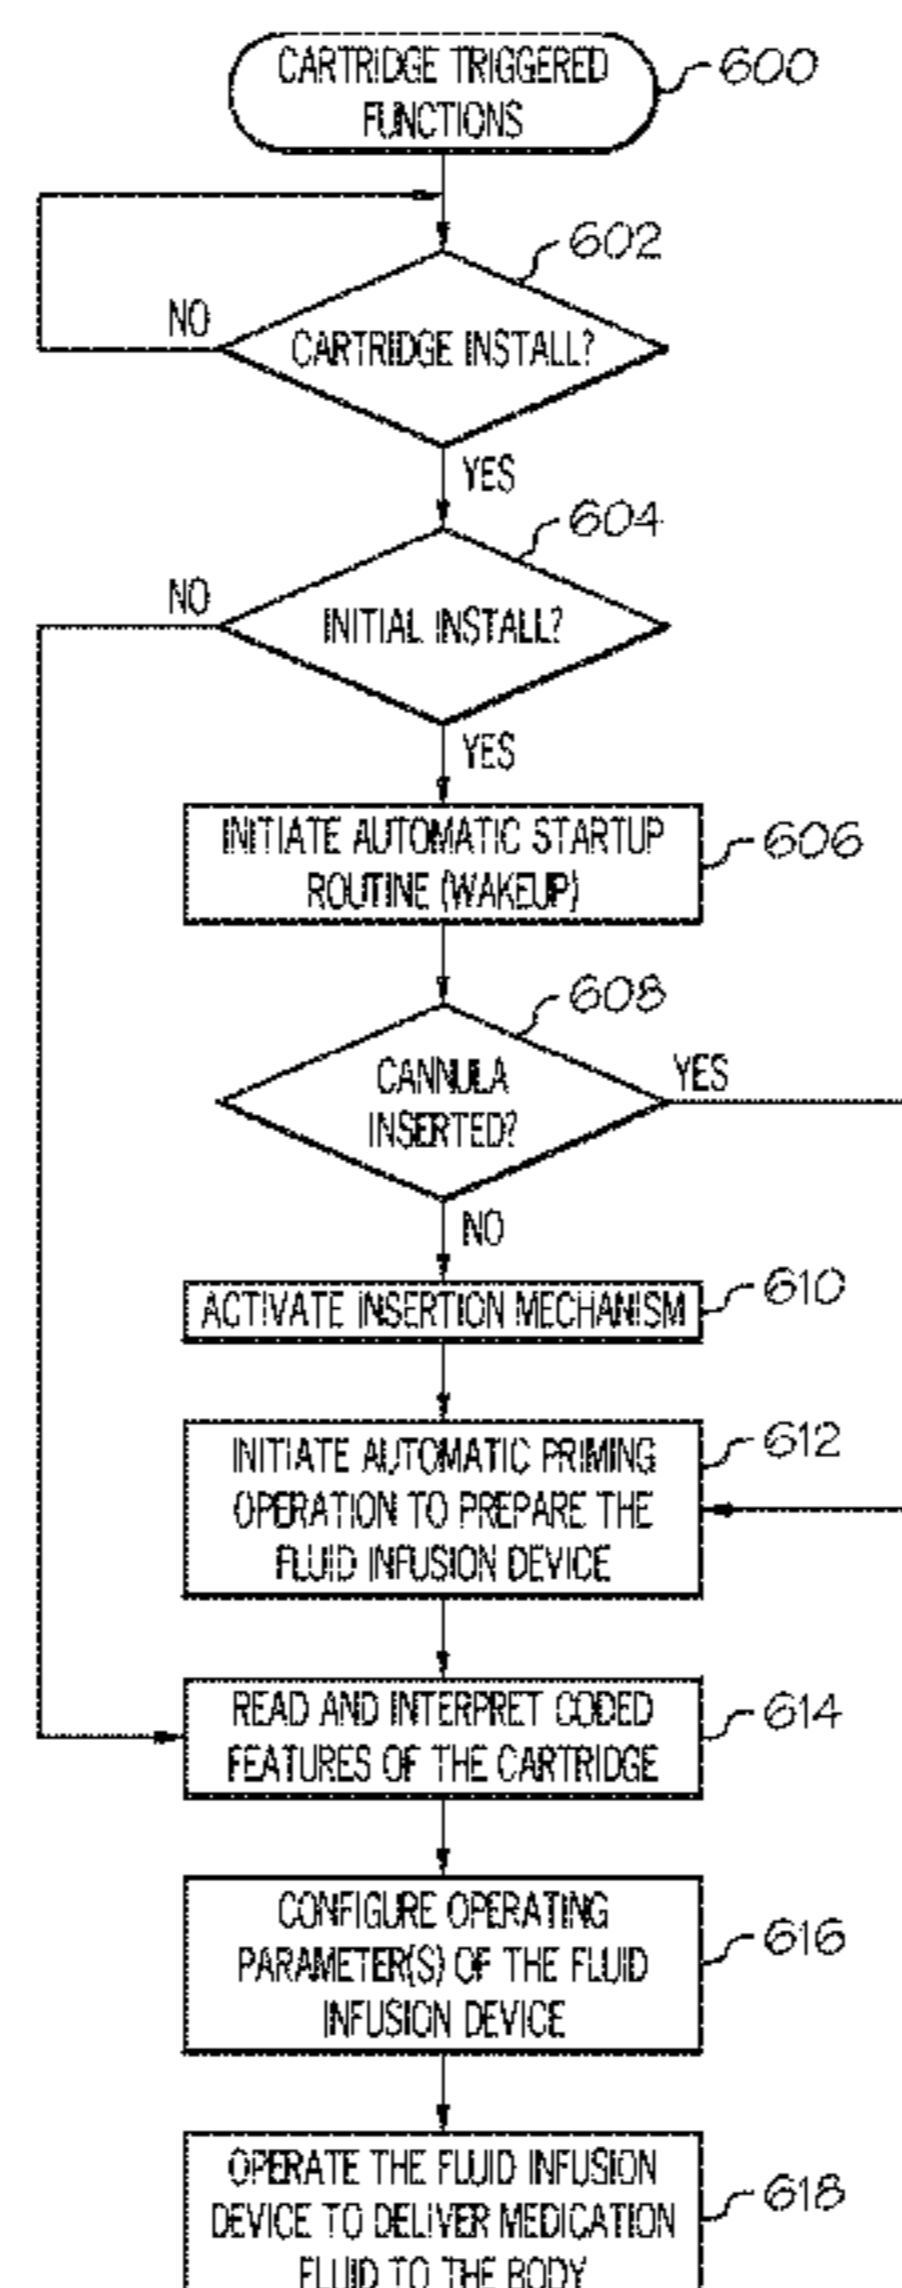 CARTRIDGE TRIGGERED
FUNCTIONS
600
602
NO
CARTRIDGE INSTALL?
YES
604
NO
INITIAL INSTALL?
YES
INITIATE AUTOMATIC STARTUP
ROUTINE (WAKEUP)
606
608
CANNULA
INSERTED?
YES
NO
ACTIVATE INSERTION MECHANISM
610
INITIATE AUTOMATIC PRIMING
OPERATION TO PREPARE THE
FLUID INFUSION DEVICE
612
READ AND INTERPRET CODED
FEATURES OF THE CARTRIDGE
614
CONFIGURE OPERATING
PARAMETER(S) OF THE FLUID
INFUSION DEVICE
616
OPERATE THE FLUID INFUSION
DEVICE TO DELIVER MEDICATION
FLUID TO THE BODY
618